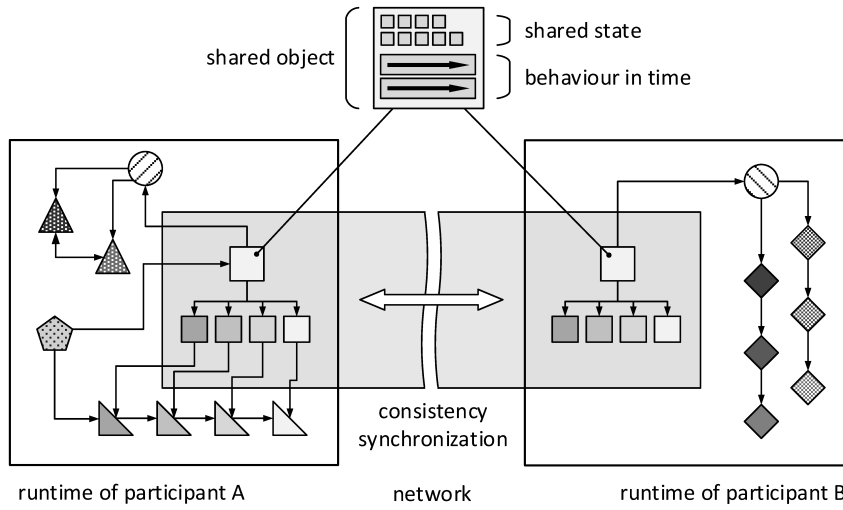 shared object
shared state
behaviour in time
consistency
synchronization
runtime of participant A
network
runtime of participant B